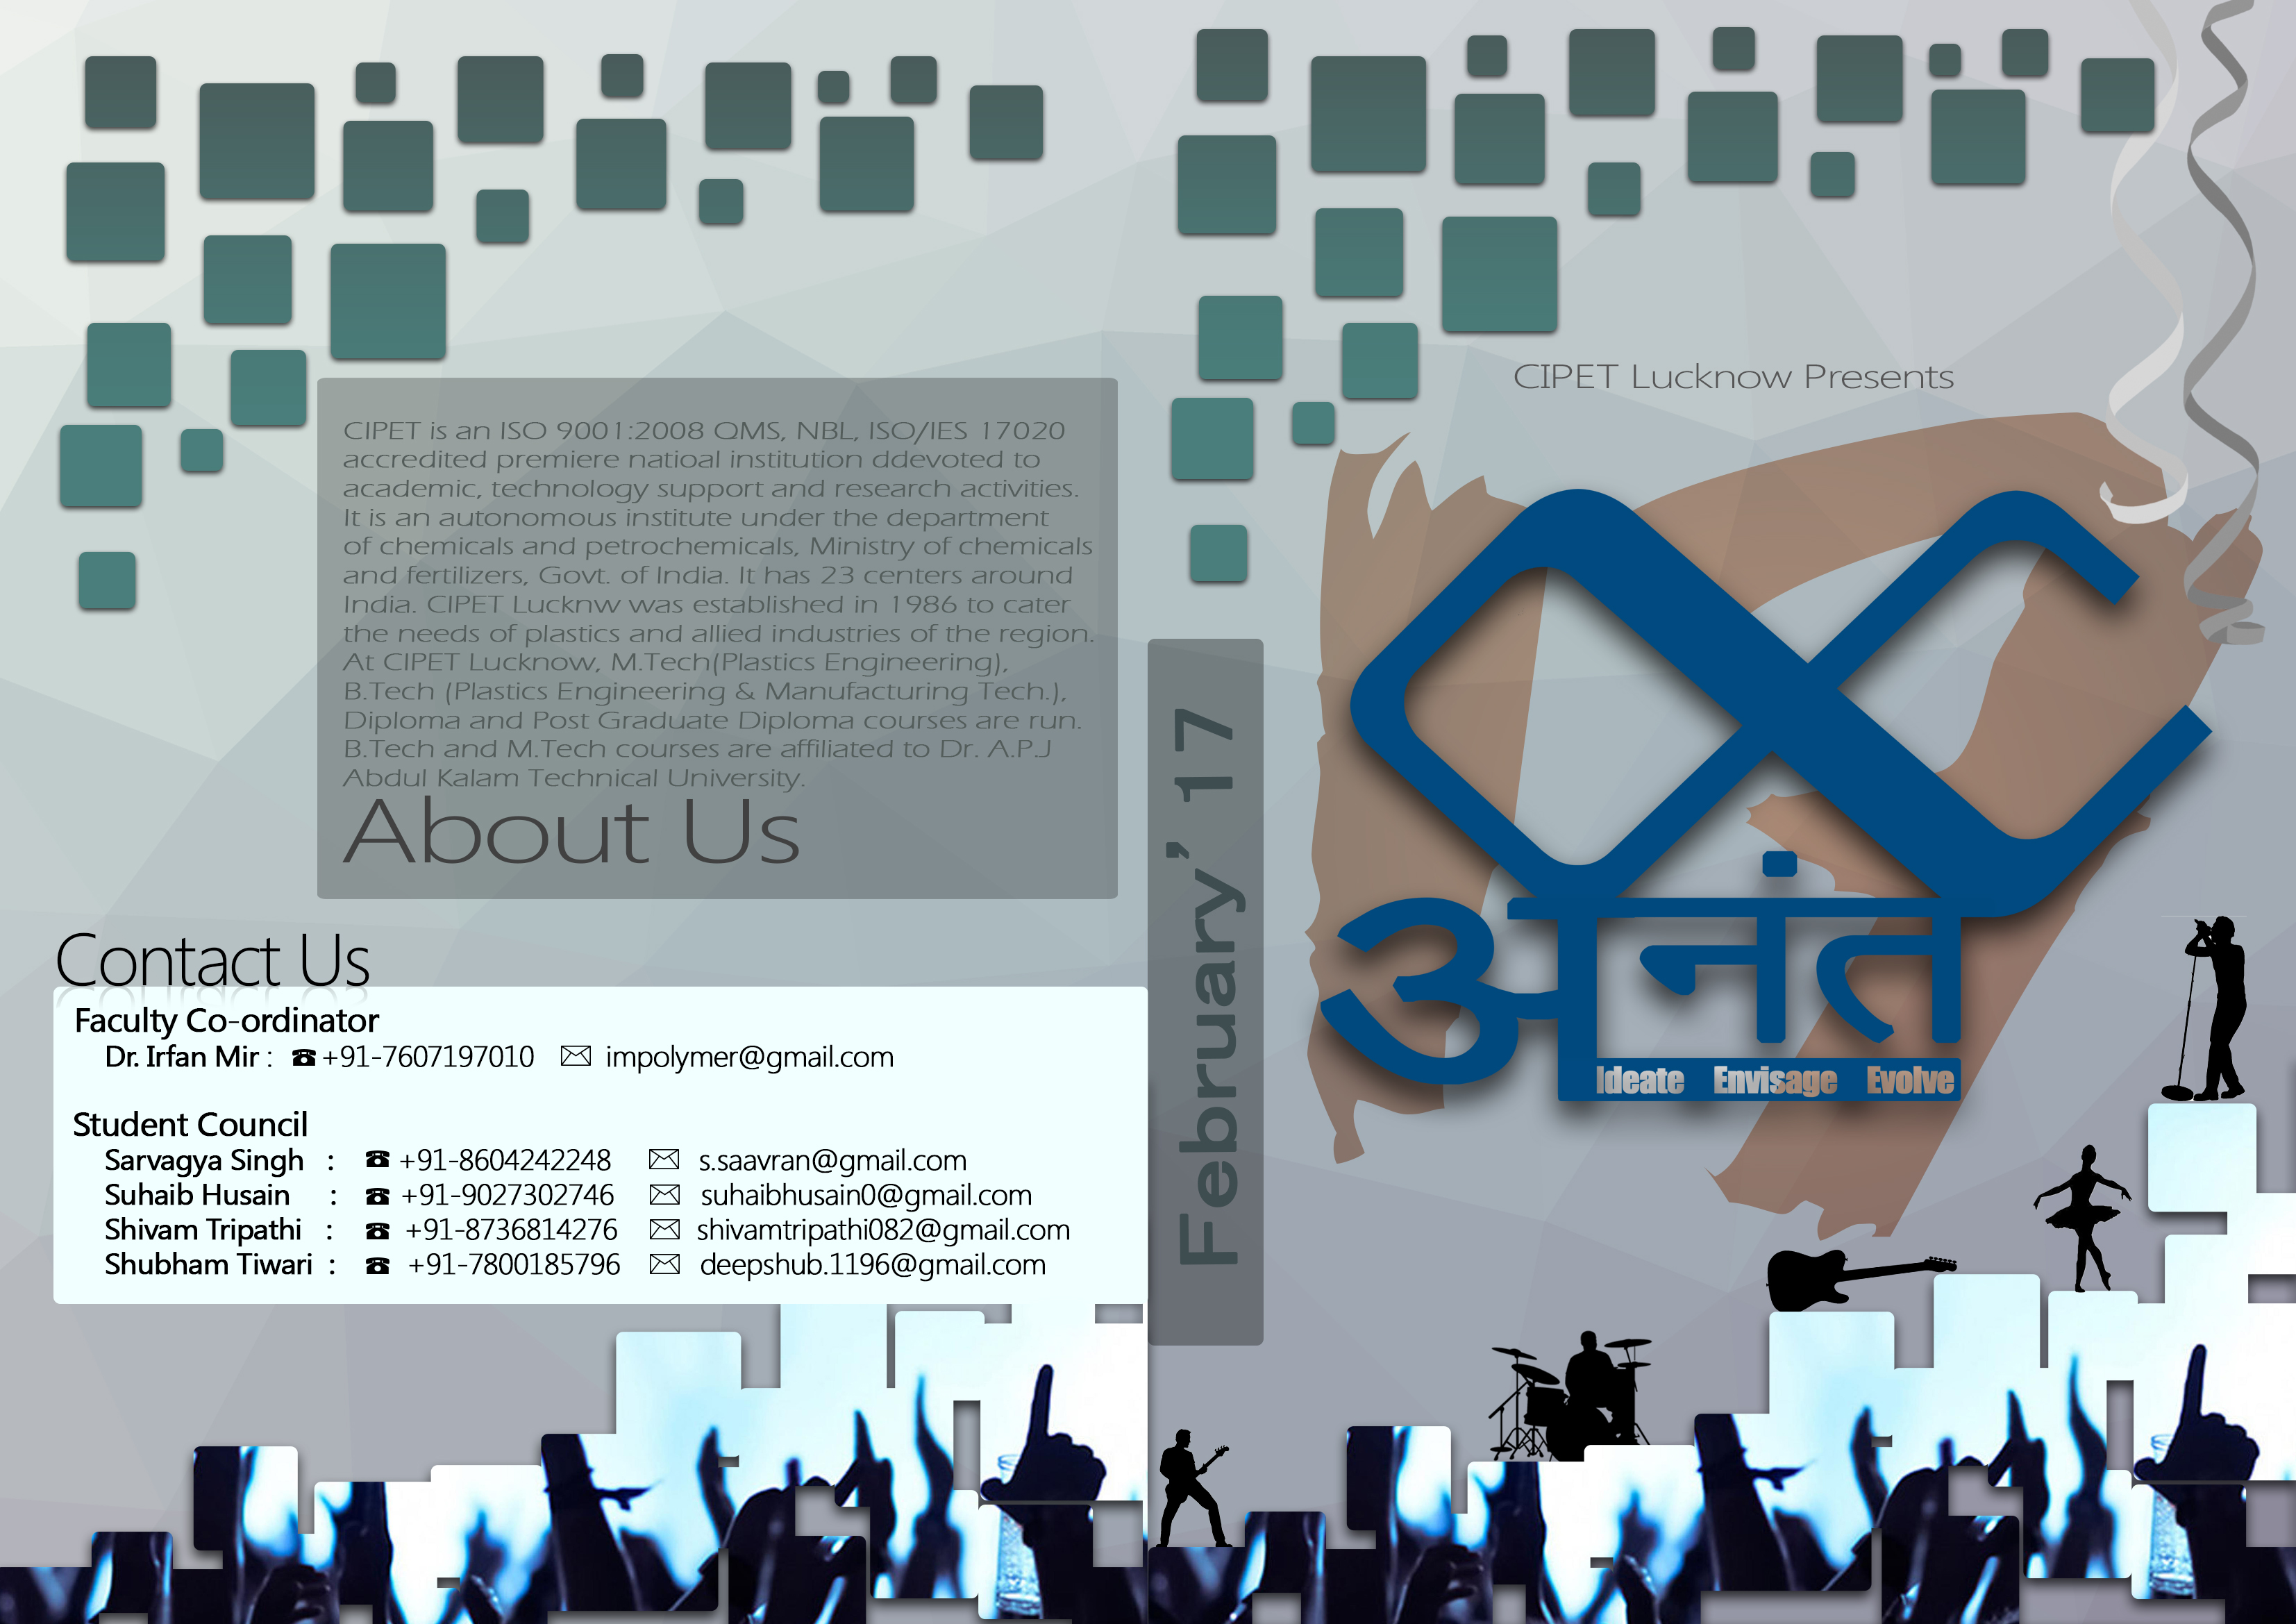 CIPET is an ISO 9001:2008 QMS, NBL, ISO/IES 17020
accredited premiere natioal institution ddevoted to
academic, technology support and research activities.
It is an autonomous institute under the department
of chemicals and petrochemicals, Ministry of chemicals
and fertilizers, Govt. of India. It has 23 centers around
India. CIPET Lucknw was established in 1986 to cater
the needs of plastics and allied industries of the region.
At CIPET Lucknow, M.Tech(Plastics Engineering),
B.Tech (Plastics Engineering & Manufacturing Tech.),
Diploma and Post Graduate Diploma courses are run.
B.Tech and M.Tech courses are affiliated to Dr. A.P.J
Abdul Kalam Technical University.
About Us
Contact Us
Faculty Co-ordinator
Dr. Irfan Mir : ☎ +91-7607197010 ✉ impolymer@gmail.com
Student Council
Sarvagya Singh : ☎ +91-8604242248 ✉ s.saavran@gmail.com
Suhaib Husain : ☎ +91-9027302746 ✉ suhaibhusain0@gmail.com
Shivam Tripathi : ☎ +91-8736814276 ✉ shivamtripathi082@gmail.com
Shubham Tiwari : ☎ +91-7800185796 ✉ deepshub.1196@gmail.com
February' 17
CIPET Lucknow Presents
अनंत
Ideate Envisage Evolve